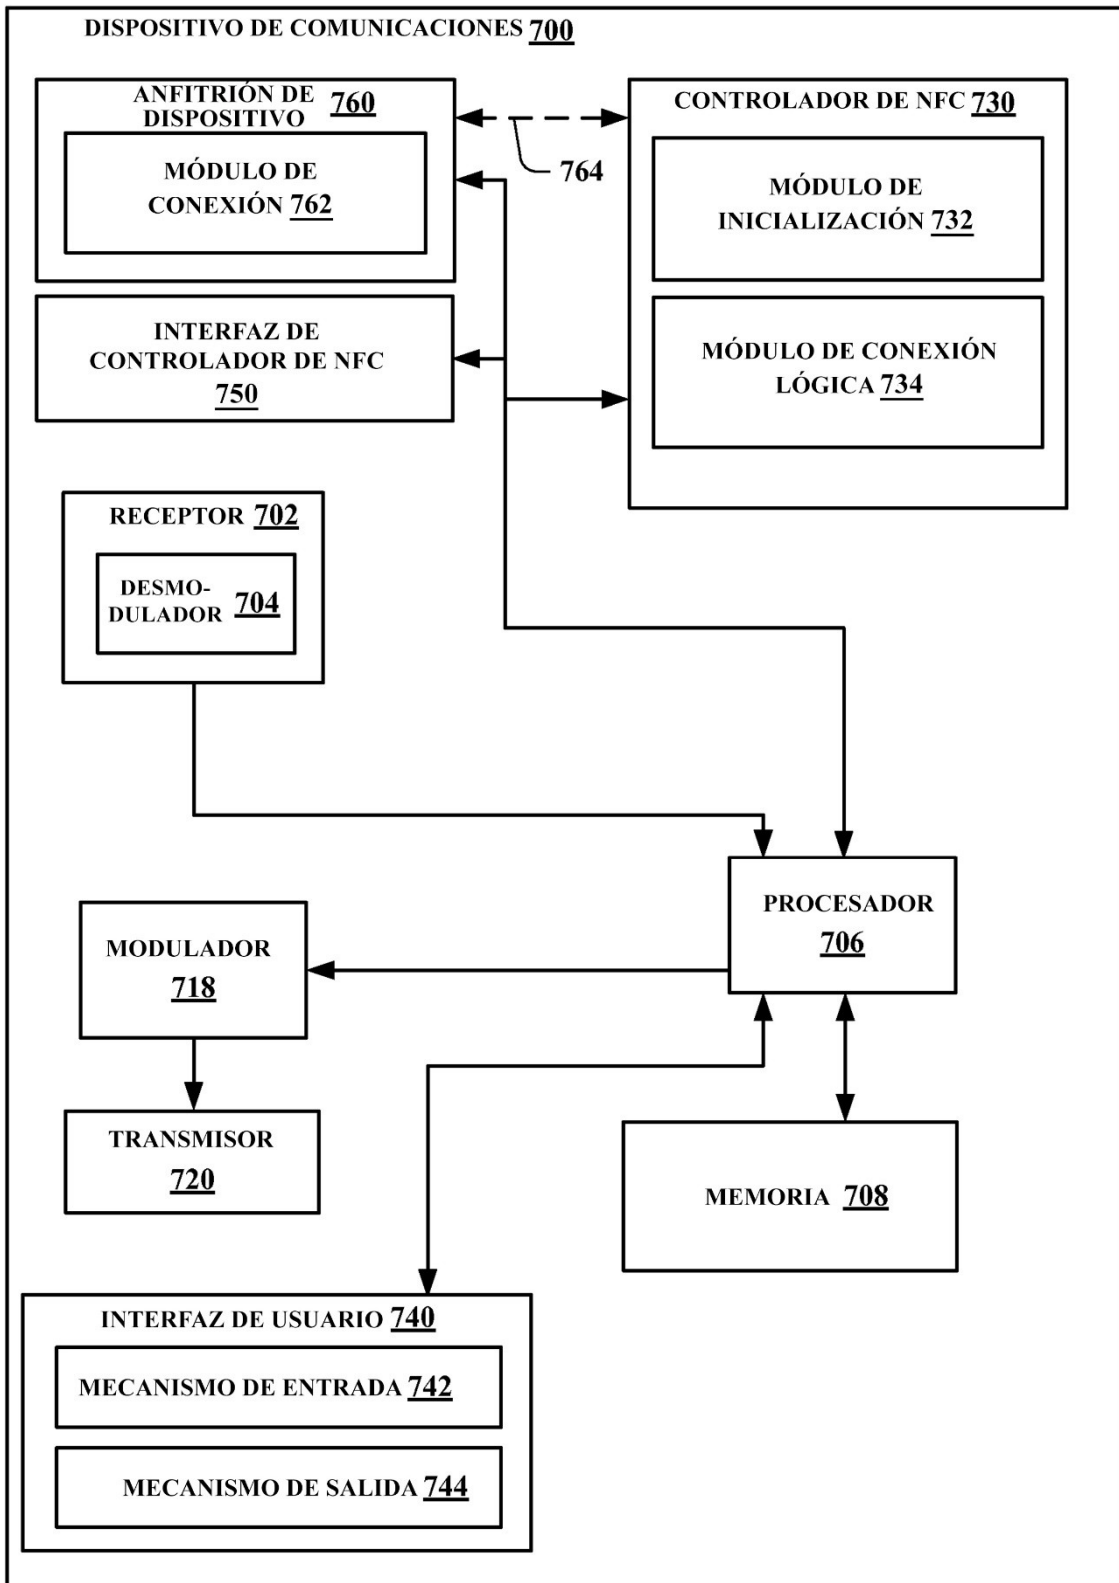 DISPOSITIVO DE COMUNICACIONES 700
ANFITRIÓN DE
DISPOSITIVO 760
MÓDULO DE
CONEXIÓN 762
764
CONTROLADOR DE NFC 730
MÓDULO DE
INICIALIZACIÓN 732
MÓDULO DE CONEXIÓN
LÓGICA 734
INTERFAZ DE
CONTROLADOR DE NFC
750
RECEPTOR 702
DESMO-
DULADOR 704
PROCESADOR
706
MODULADOR
718
TRANSMISOR
720
MEMORIA 708
INTERFAZ DE USUARIO 740
MECANISMO DE ENTRADA 742
MECANISMO DE SALIDA 744